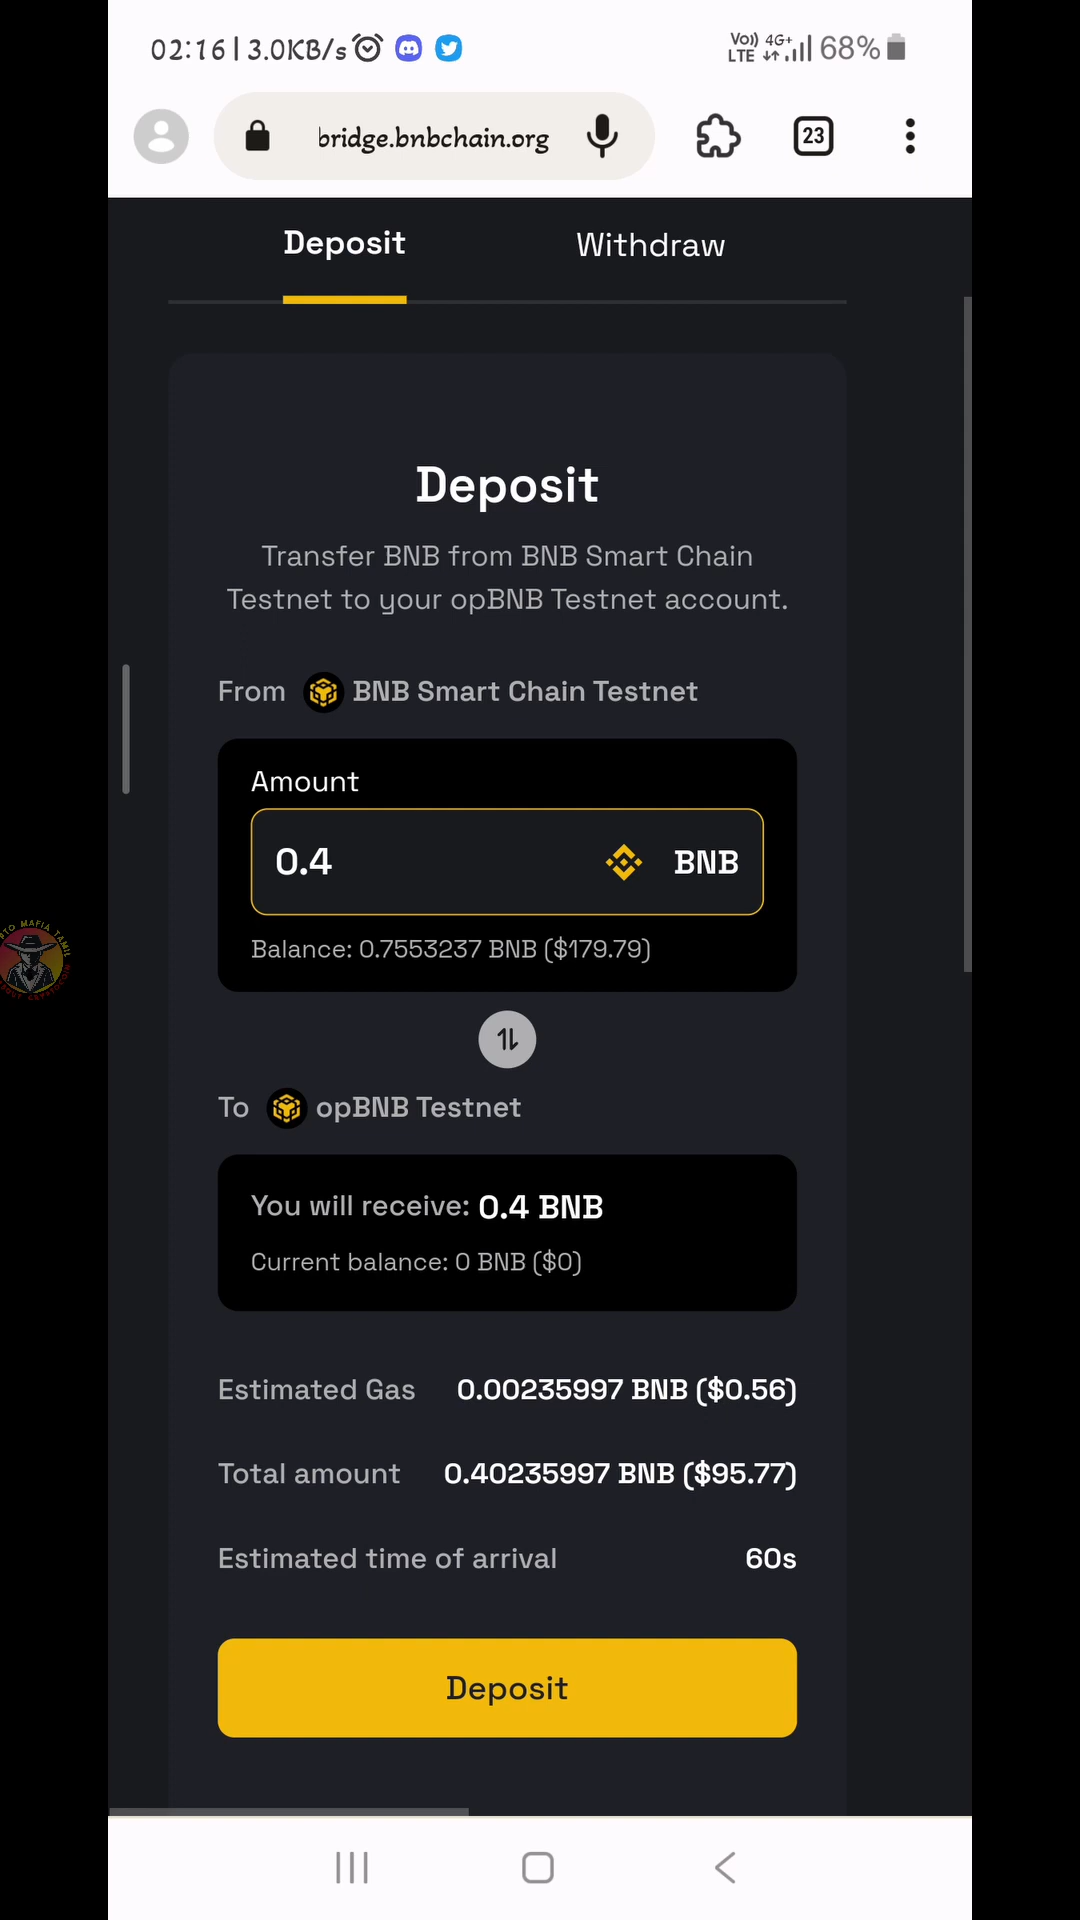 02:16 | 3.0KB/s
Vo)) LTE 4G+ 68%
bridge.bnbchain.org
23
Deposit
Withdraw
Deposit
Transfer BNB from BNB Smart Chain
Testnet to your opBNB Testnet account.
From BNB Smart Chain Testnet
Amount
0.4 BNB
Balance: 0.7553237 BNB ($179.79)
To opBNB Testnet
You will receive: 0.4 BNB
Current balance: 0 BNB ($0)
Estimated Gas 0.00235997 BNB ($0.56)
Total amount 0.40235997 BNB ($95.77)
Estimated time of arrival 60s
Deposit